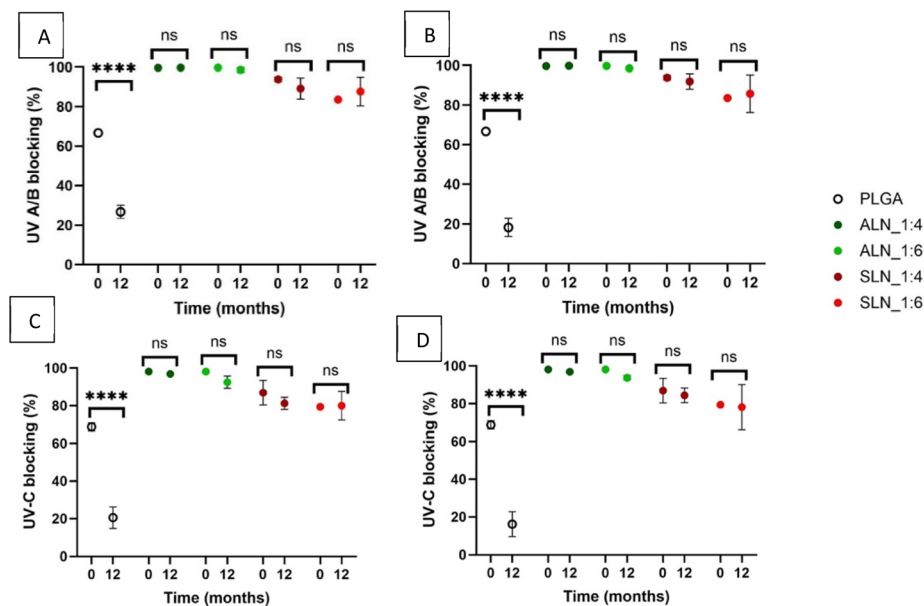 A
UV A/B blocking (%)
100
80
60
40
20
0
****
ns
ns
ns
ns
0 12 0 12 0 12 0 12 0 12
Time (months)
B
UV A/B blocking (%)
100
80
60
40
20
0
****
ns
ns
ns
ns
0 12 0 12 0 12 0 12 0 12
Time (months)
PLGA
ALN_1:4
ALN_1:6
SLN_1:4
SLN_1:6
C
UV-C blocking (%)
100
80
60
40
20
0
****
ns
ns
ns
ns
0 12 0 12 0 12 0 12 0 12
Time (months)
D
UV-C blocking (%)
100
80
60
40
20
0
****
ns
ns
ns
ns
0 12 0 12 0 12 0 12 0 12
Time (months)